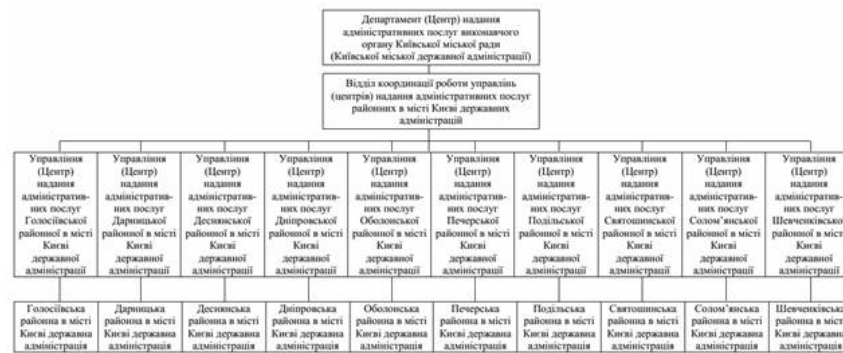 Департамент (Центр) надання
адміністративних послуг виконавчого
органу Київської міської ради
(Київської міської державної адміністрації)
Відділ координації роботи управлінь
(центрів) надання адміністративних послуг
районних в місті Києві державних
адміністрацій
Управління
(Центр)
надання
адміністратив-
них послуг
Голосіївської
районної в місті
Києві
державної
адміністрації
Управління
(Центр)
надання
адміністратив-
них послуг
Дарницької
районної в місті
Києві
державної
адміністрації
Управління
(Центр)
надання
адміністратив-
них послуг
Деснянської
районної в місті
Києві
державної
адміністрації
Управління
(Центр)
надання
адміністратив-
них послуг
Дніпровської
районної в місті
Києві
державної
адміністрації
Управління
(Центр)
надання
адміністратив-
них послуг
Оболонської
районної в місті
Києві
державної
адміністрації
Управління
(Центр)
надання
адміністратив-
них послуг
Печерської
районної в місті
Києві
державної
адміністрації
Управління
(Центр)
надання
адміністратив-
них послуг
Подільської
районної в місті
Києві
державної
адміністрації
Управління
(Центр)
надання
адміністратив-
них послуг
Святошинської
районної в місті
Києві
державної
адміністрації
Управління
(Центр)
надання
адміністратив-
них послуг
Солом’янської
районної в місті
Києві
державної
адміністрації
Управління
(Центр)
надання
адміністратив-
них послуг
Шевченківської
районної в місті
Києві
державної
адміністрації
Голосіївська
районна в місті
Києві державна
адміністрація
Дарницька
районна в місті
Києві державна
адміністрація
Деснянська
районна в місті
Києві державна
адміністрація
Дніпровська
районна в місті
Києві державна
адміністрація
Оболонська
районна в місті
Києві державна
адміністрація
Печерська
районна в місті
Києві державна
адміністрація
Подільська
районна в місті
Києві державна
адміністрація
Святошинська
районна в місті
Києві державна
адміністрація
Солом’янська
районна в місті
Києві державна
адміністрація
Шевченківська
районна в місті
Києві державна
адміністрація